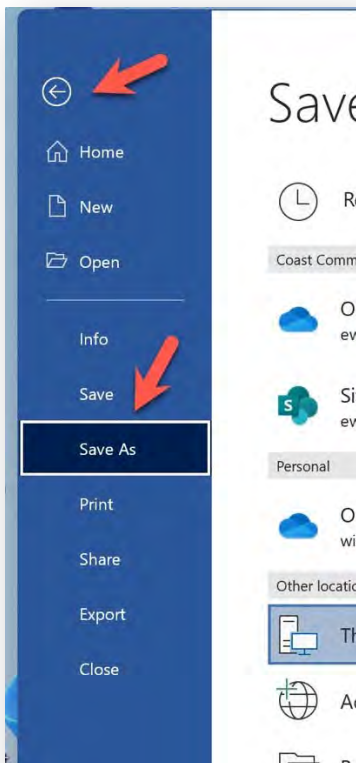 Home
New
Open
Info
Save
Save As
Print
Share
Export
Close
Save
Coast Comm
Personal
Other locatio